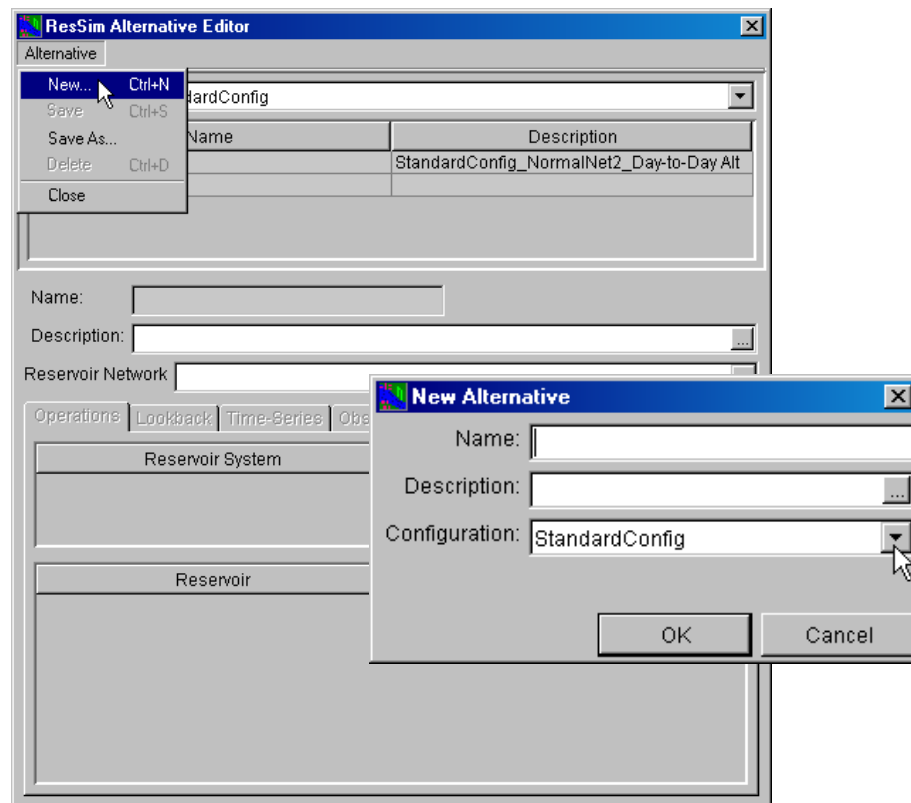 ResSim Alternative Editor
Alternative
New... Ctrl+N
Save Ctrl+S
Save As...
Delete Ctrl+D
Close
dardConfig
Name Description
StandardConfig_NormalNet2_Day-to-Day Alt
Name:
Description:
...
Reservoir Network
Operations Lookback Time-Series Obs
Reservoir System
Reservoir
New Alternative
Name:
Description:
...
Configuration: StandardConfig
OK Cancel